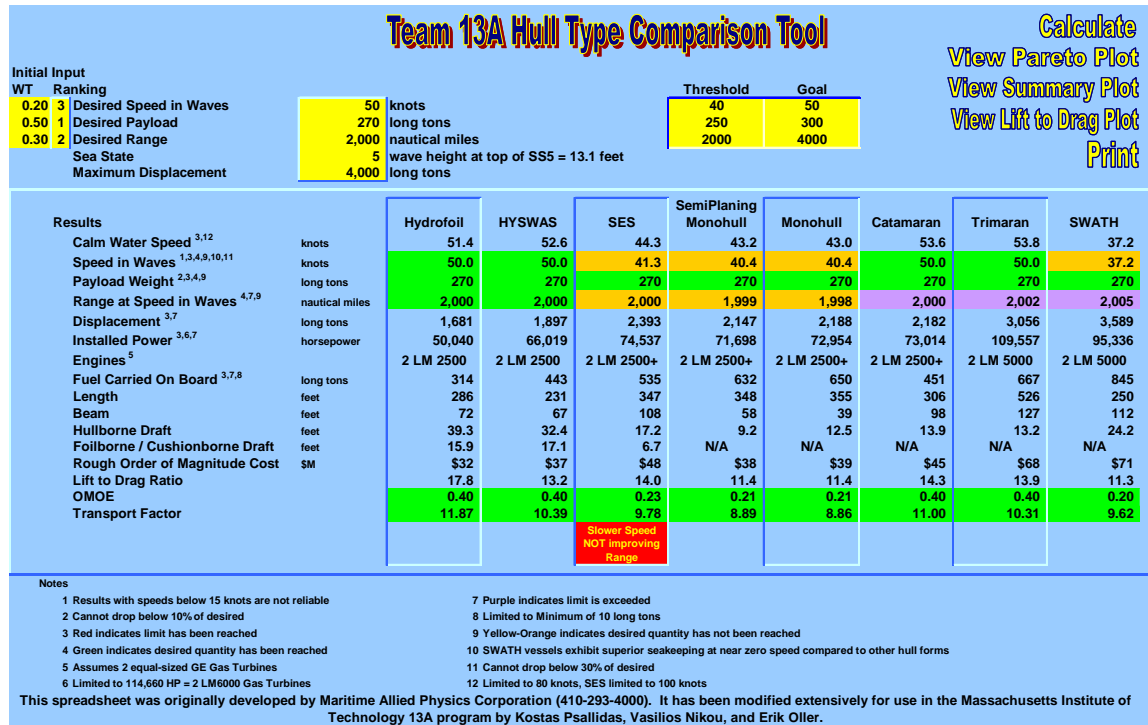 Team 13A Hull Type Comparison Tool
Calculate
View Pareto Plot
View Summary Plot
View Lift to Drag Plot
Print
Initial Input
WT Ranking
0.20 3 Desired Speed in Waves 50 knots
0.50 1 Desired Payload 270 long tons
0.30 2 Desired Range 2,000 nautical miles
Sea State 5 wave height at top of SS5 = 13.1 feet
Maximum Displacement 4,000 long tons
Threshold Goal
40 50
250 300
2000 4000
SemiPlaning
Results Hydrofoil HYSWAS SES Monohull Monohull Catamaran Trimaran SWATH
Calm Water Speed 3,12 knots 51.4 52.6 44.3 43.2 43.0 53.6 53.8 37.2
Speed in Waves 1,3,4,9,10,11 knots 50.0 50.0 41.3 40.4 40.4 50.0 50.0 37.2
Payload Weight 2,3,4,9 long tons 270 270 270 270 270 270 270 270
Range at Speed in Waves 4,7,9 nautical miles 2,000 2,000 2,000 1,999 1,998 2,000 2,002 2,005
Displacement 3,7 long tons 1,681 1,897 2,393 2,147 2,188 2,182 3,056 3,589
Installed Power 3,6,7 horsepower 50,040 66,019 74,537 71,698 72,954 73,014 109,557 95,336
Engines 5 2 LM 2500 2 LM 2500 2 LM 2500+ 2 LM 2500+ 2 LM 2500+ 2 LM 2500+ 2 LM 5000 2 LM 5000
Fuel Carried On Board 3,7,8 long tons 314 443 535 632 650 451 667 845
Length feet 286 231 347 348 355 306 526 250
Beam feet 72 67 108 58 39 98 127 112
Hullborne Draft feet 39.3 32.4 17.2 9.2 12.5 13.9 13.2 24.2
Foilborne / Cushionborne Draft feet 15.9 17.1 6.7 N/A N/A N/A N/A N/A
Rough Order of Magnitude Cost $M $32 $37 $48 $38 $39 $45 $68 $71
Lift to Drag Ratio 17.8 13.2 14.0 11.4 11.4 14.3 13.9 11.3
OMOE 0.40 0.40 0.23 0.21 0.21 0.40 0.40 0.20
Transport Factor 11.87 10.39 9.78 8.89 8.86 11.00 10.31 9.62
Slower Speed
NOT improving
Range
Notes
1 Results with speeds below 15 knots are not reliable
2 Cannot drop below 10% of desired
3 Red indicates limit has been reached
4 Green indicates desired quantity has been reached
5 Assumes 2 equal-sized GE Gas Turbines
6 Limited to 114,660 HP = 2 LM6000 Gas Turbines
7 Purple indicates limit is exceeded
8 Limited to Minimum of 10 long tons
9 Yellow-Orange indicates desired quantity has not been reached
10 SWATH vessels exhibit superior seakeeping at near zero speed compared to other hull forms
11 Cannot drop below 30% of desired
12 Limited to 80 knots, SES limited to 100 knots
This spreadsheet was originally developed by Maritime Allied Physics Corporation (410-293-4000). It has been modified extensively for use in the Massachusetts Institute of
Technology 13A program by Kostas Psallidas, Vasilios Nikou, and Erik Oller.